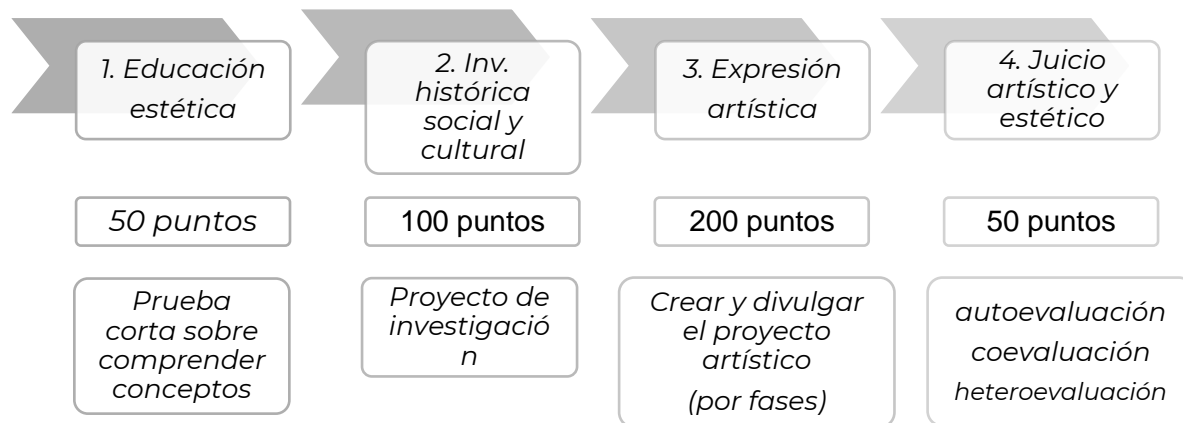 1. Educación
estética
2. Inv.
histórica
social y
cultural
3. Expresión
artística
4. Juicio
artístico y
estético
50 puntos
100 puntos
200 puntos
50 puntos
Prueba
corta sobre
comprender
conceptos
Proyecto de
investigació
n
Crear y divulgar
el proyecto
artístico
(por fases)
autoevaluación
coevaluación
heteroevaluación